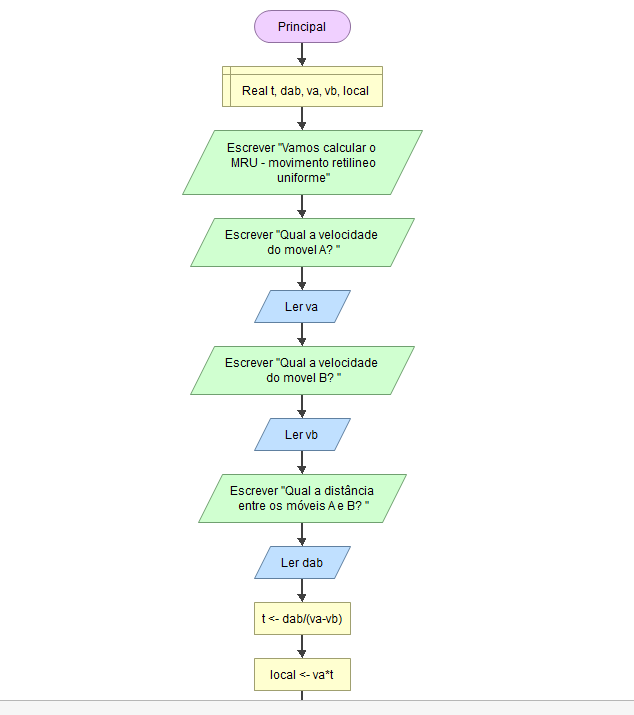 Principal
Real t, dab, va, vb, local
Escrever "Vamos calcular o
MRU - movimento retilineo
uniforme"
Escrever "Qual a velocidade
do movel A? "
Ler va
Escrever "Qual a velocidade
do movel B? "
Ler vb
Escrever "Qual a distância
entre os móveis A e B? "
Ler dab
t <- dab/(va-vb)
local <- va*t